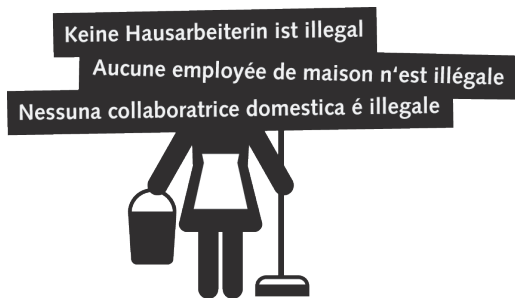 Keine Hausarbeiterin ist illegal
Aucune employée de maison n‘est illégale
Nessuna collaboratrice domestica é illegale